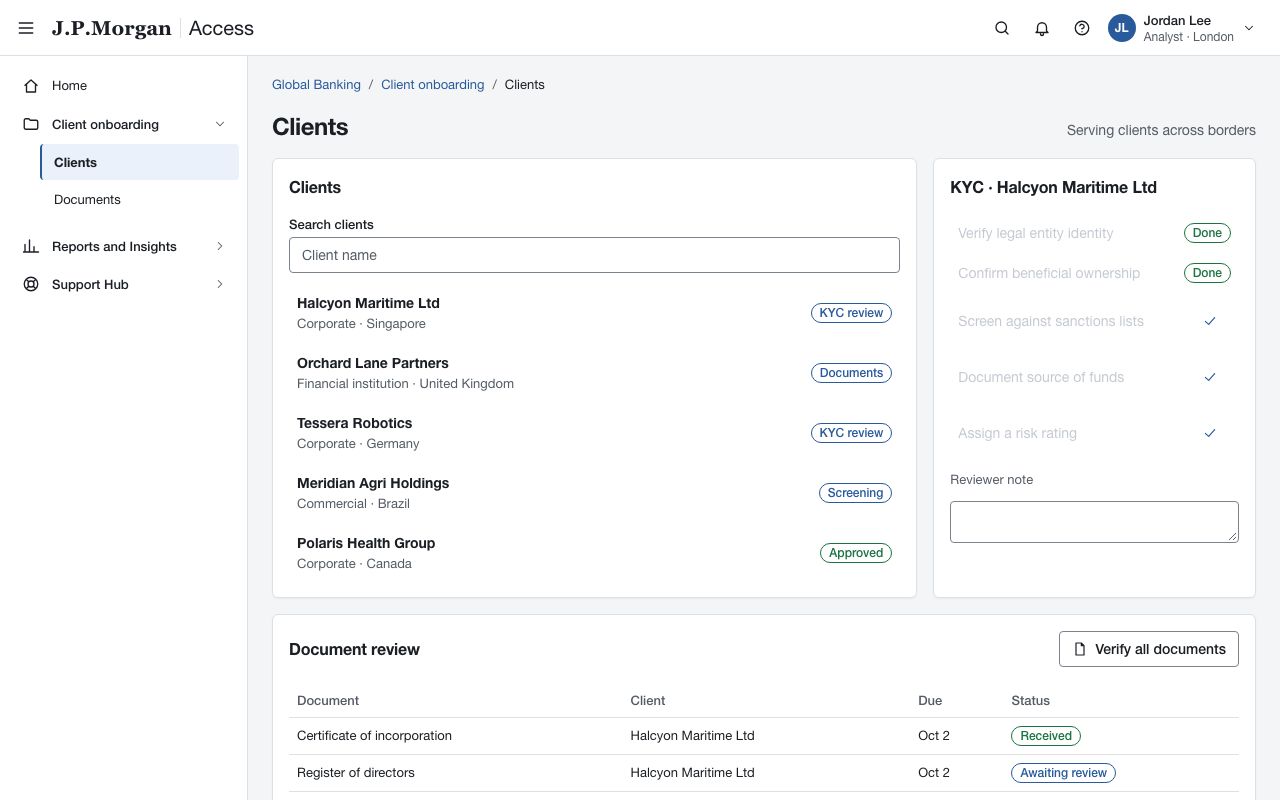 J.P.Morgan Access
JL
Jordan Lee
Analyst · London
Home
Client onboarding
Clients
Documents
Reports and Insights
Support Hub
Global Banking / Client onboarding / Clients
Clients
Serving clients across borders
Clients
Search clients
Client name
Halcyon Maritime Ltd
Corporate · Singapore
KYC review
Orchard Lane Partners
Financial institution · United Kingdom
Documents
Tessera Robotics
Corporate · Germany
KYC review
Meridian Agri Holdings
Commercial · Brazil
Screening
Polaris Health Group
Corporate · Canada
Approved
KYC · Halcyon Maritime Ltd
Verify legal entity identity Done
Confirm beneficial ownership Done
Screen against sanctions lists
Document source of funds
Assign a risk rating
Reviewer note
Document review
Verify all documents
Document Client Due Status
Certificate of incorporation Halcyon Maritime Ltd Oct 2 Received
Register of directors Halcyon Maritime Ltd Oct 2 Awaiting review